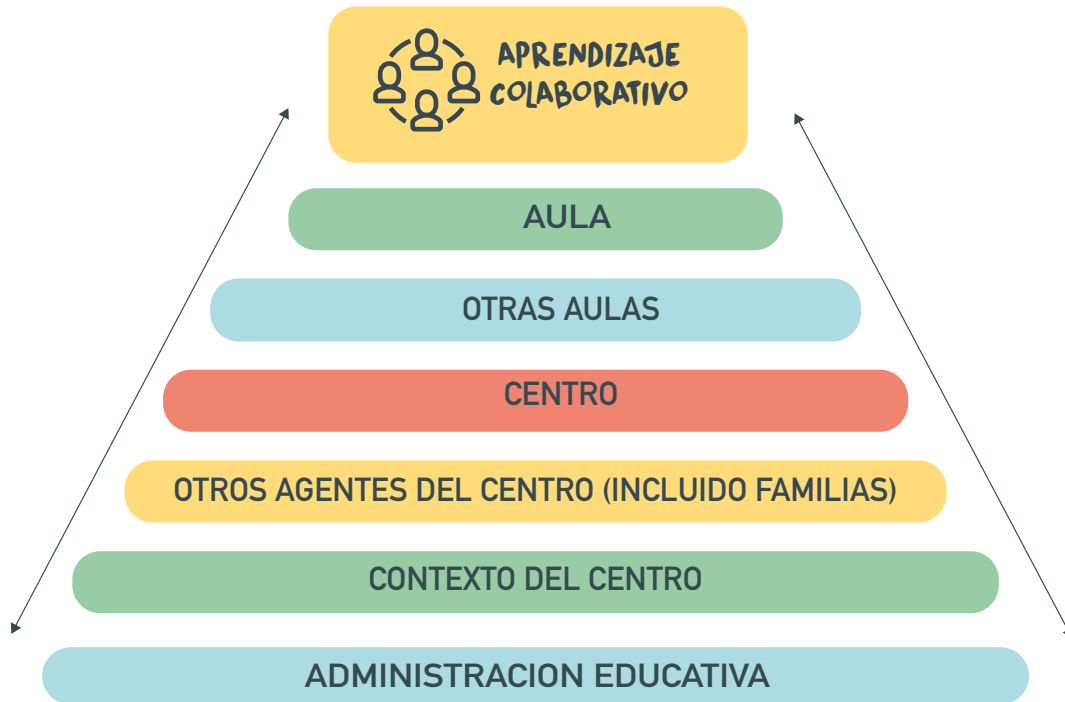 APRENDIZAJE
COLABORATIVO
AULA
OTRAS AULAS
CENTRO
OTROS AGENTES DEL CENTRO (INCLUIDO FAMILIAS)
CONTEXTO DEL CENTRO
ADMINISTRACION EDUCATIVA